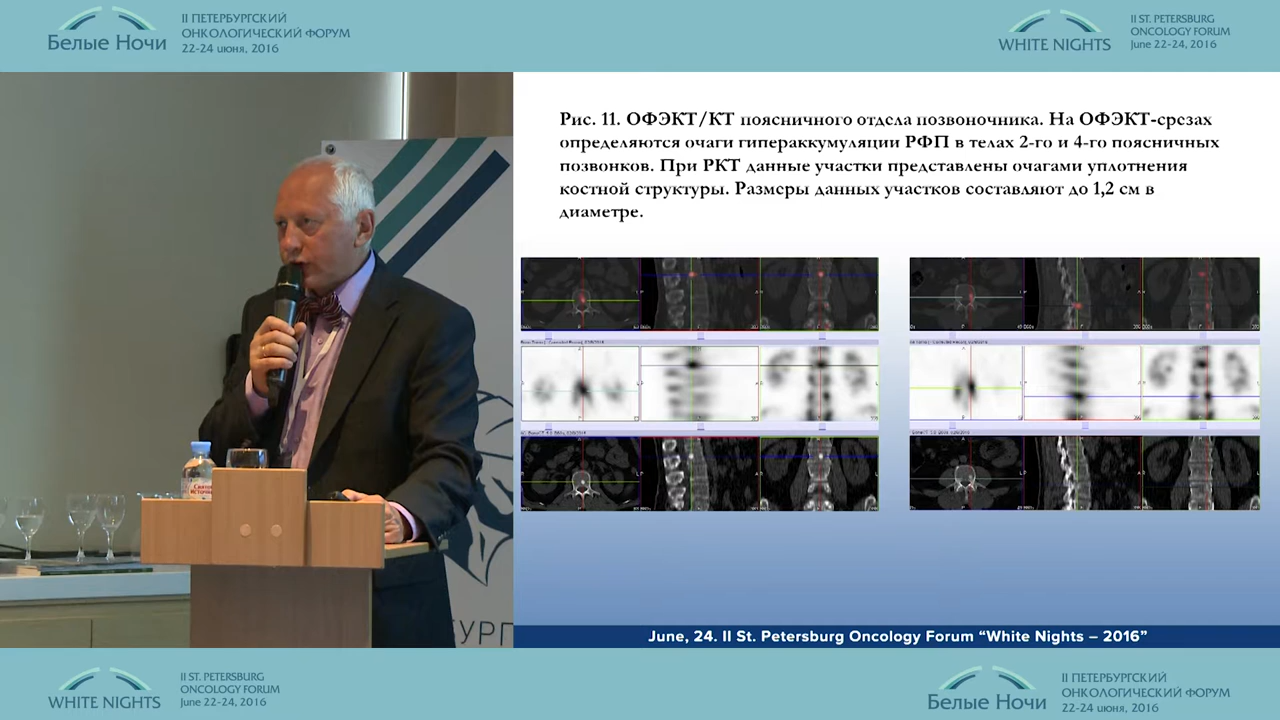 Белые Ночи
II ПЕТЕРБУРГСКИЙ
ОНКОЛОГИЧЕСКИЙ ФОРУМ
22-24 июня, 2016
WHITE NIGHTS
II ST. PETERSBURG
ONCOLOGY FORUM
June 22-24, 2016
Рис. 11. ОФЭКТ/КТ поясничного отдела позвоночника. На ОФЭКТ-срезах
определяются очаги гипераккумуляции РФП в телах 2-го и 4-го поясничных
позвонков. При РКТ данные участки представлены очагами уплотнения
костной структуры. Размеры данных участков составляют до 1,2 см в
диаметре.
УРГ
June, 24. II St. Petersburg Oncology Forum “White Nights – 2016”
WHITE NIGHTS
II ST. PETERSBURG
ONCOLOGY FORUM
June 22-24, 2016
Белые Ночи
II ПЕТЕРБУРГСКИЙ
ОНКОЛОГИЧЕСКИЙ ФОРУМ
22-24 июня, 2016